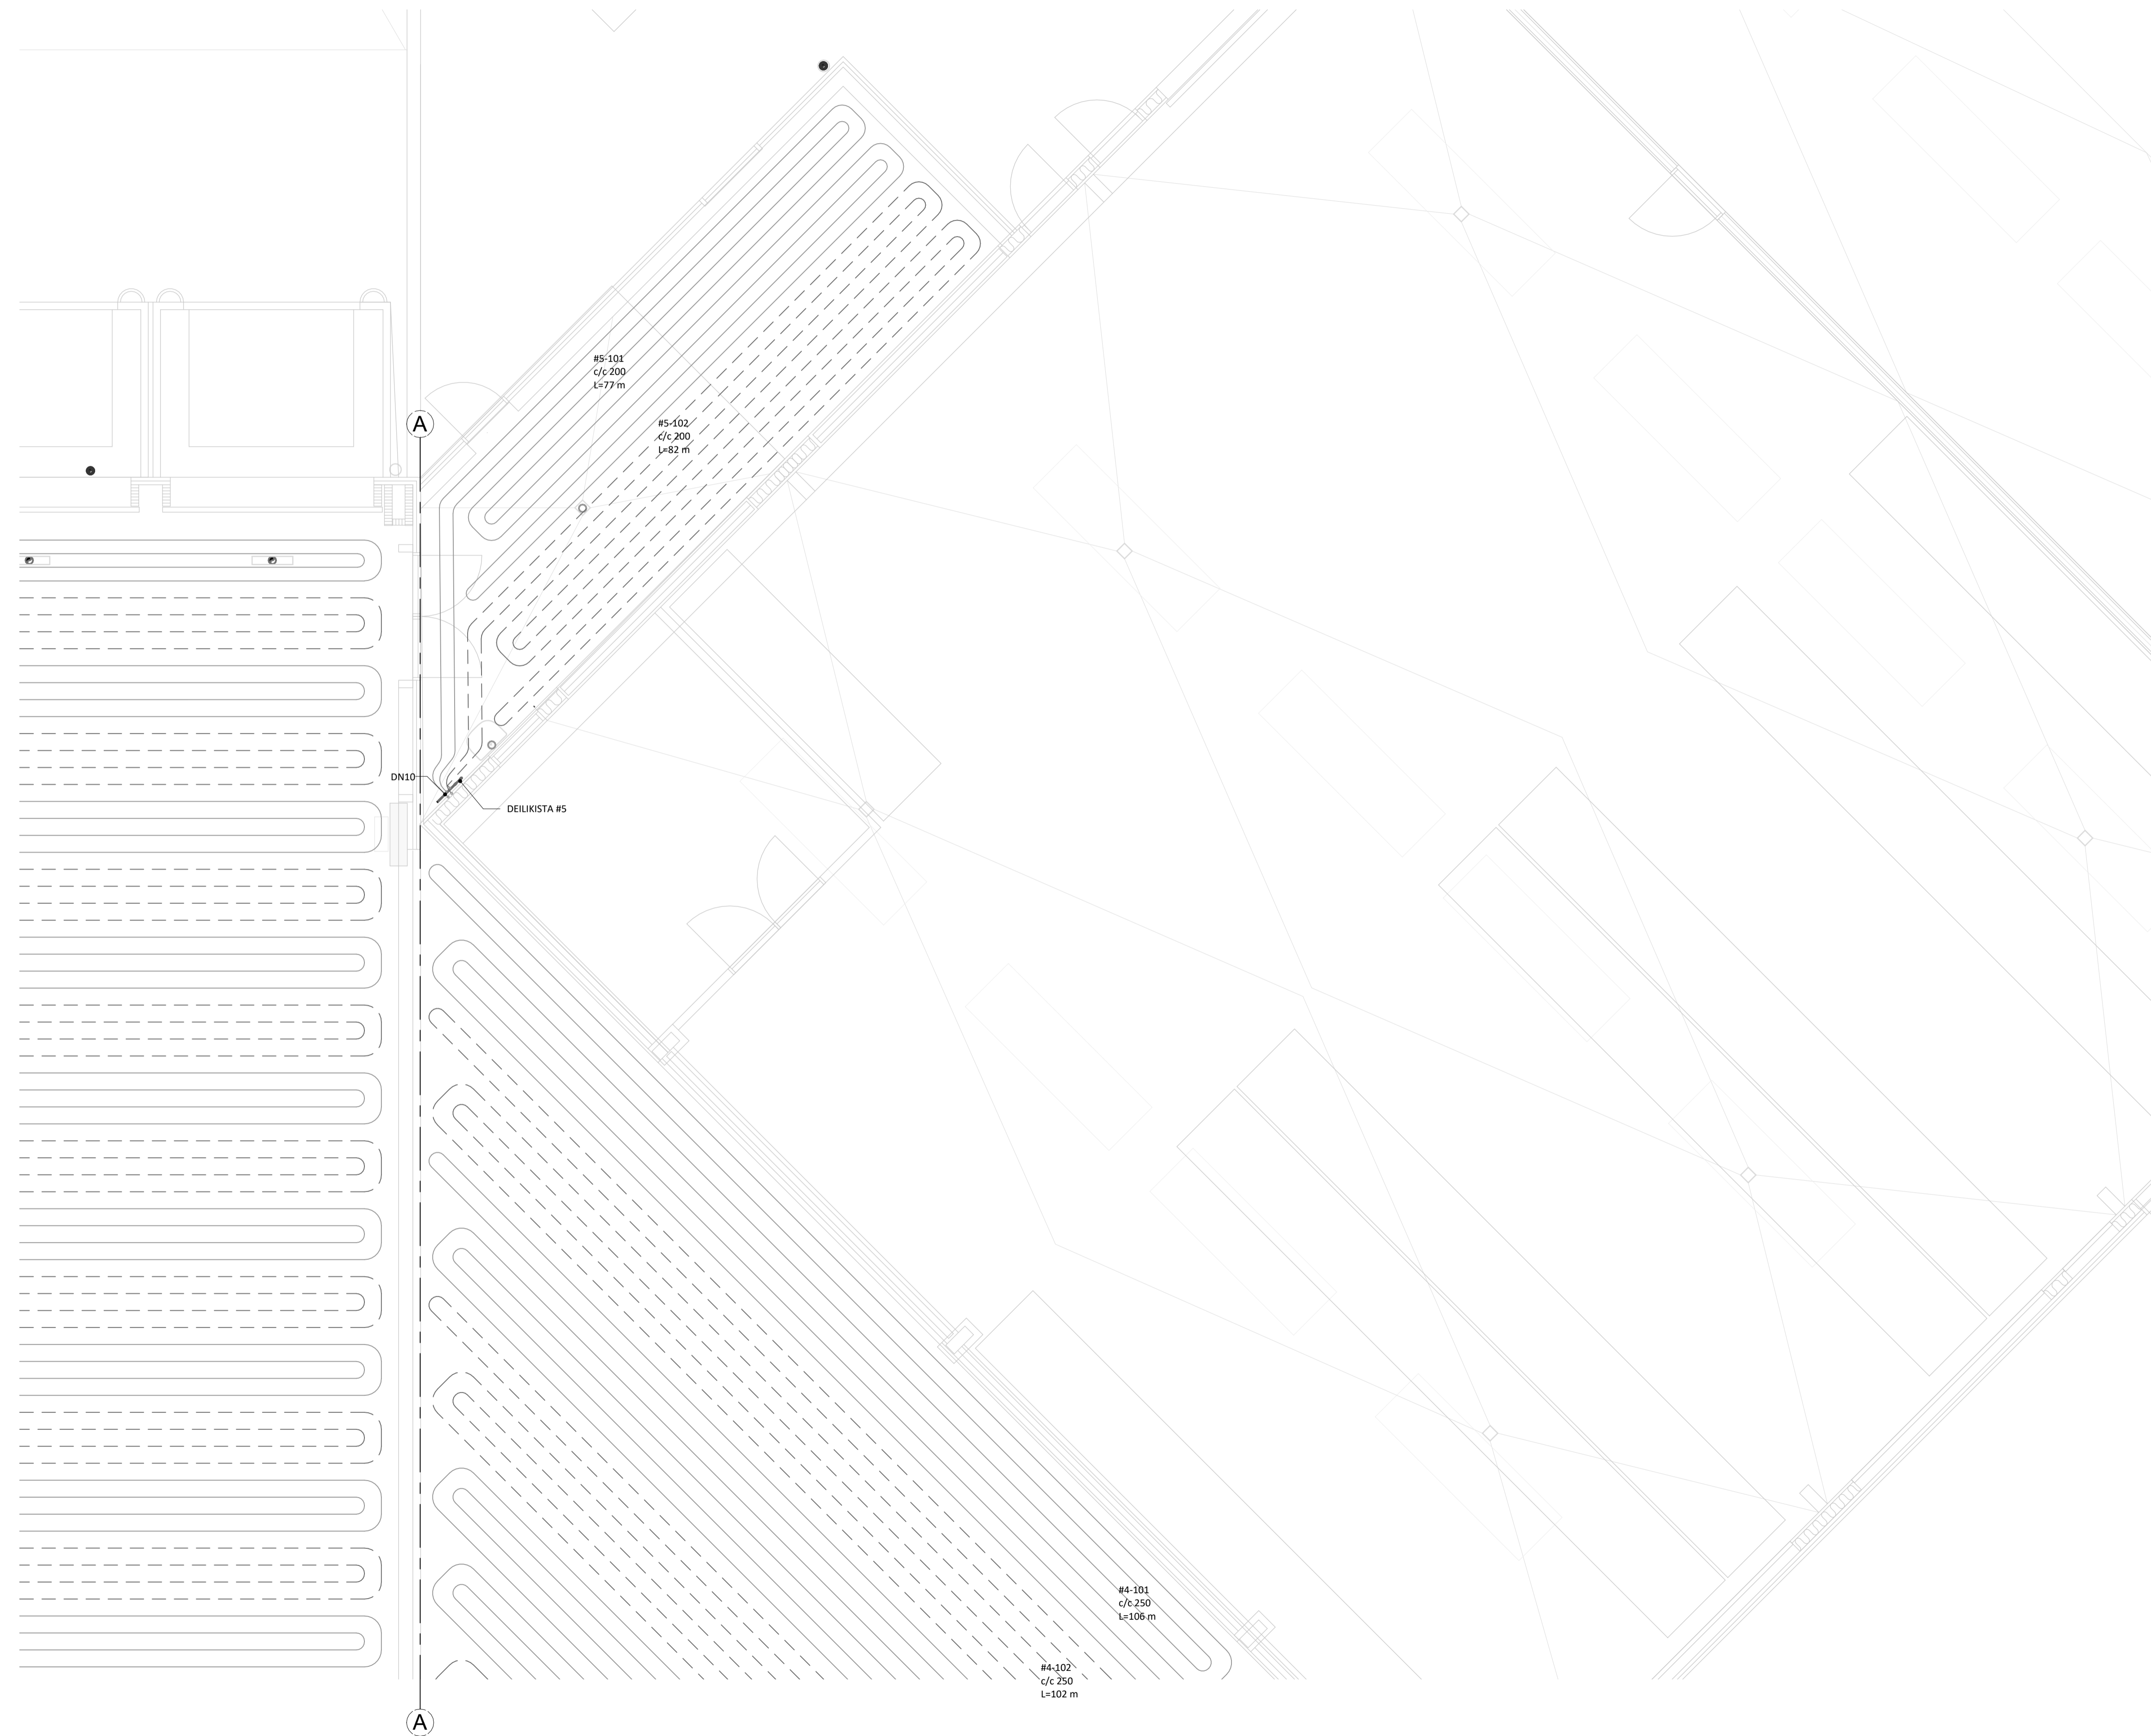 #5-101
c/c 200
L=77 m
A
#5-102
c/c 200
L=82 m
DN10
DEILIKISTA #5
#4-101
c/c 250
L=106 m
#4-102
c/c 250
L=102 m
A